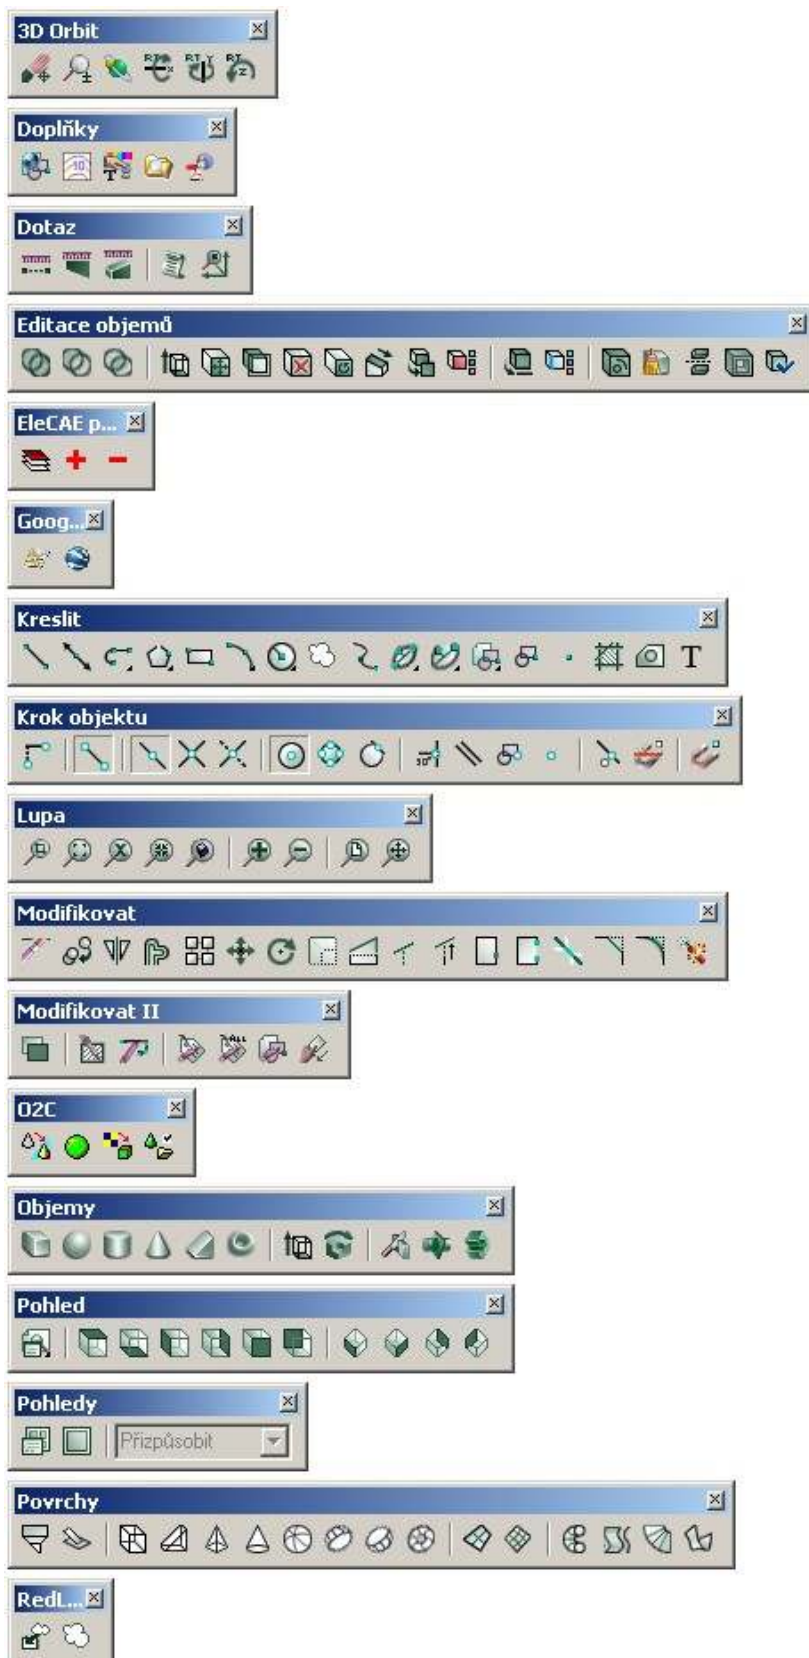 3D Orbit
Doplňky
Dotaz
Editace objemů
EleCAE p...
Goog...
Kreslit
T
Krok objektu
Lupa
Modifikovat
Modifikovat II
ALL
O2C
Objemy
Pohled
Pohledy
Přizpůsobit
Povrchy
RedL...